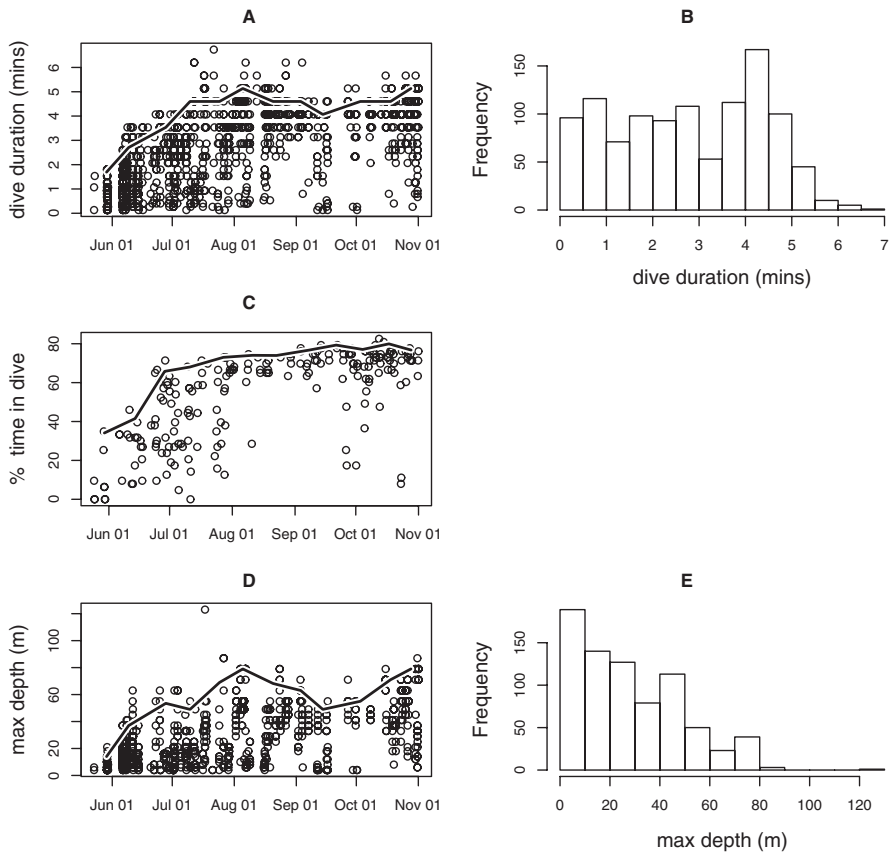 A
dive duration (mins)
0 1 2 3 4 5 6
Jun 01 Jul 01 Aug 01 Sep 01 Oct 01 Nov 01
B
Frequency
0 50 100 150
0 1 2 3 4 5 6 7
dive duration (mins)
C
% time in dive
0 20 40 60 80
Jun 01 Jul 01 Aug 01 Sep 01 Oct 01 Nov 01
D
max depth (m)
0 20 60 100
Jun 01 Jul 01 Aug 01 Sep 01 Oct 01 Nov 01
E
Frequency
0 50 100 150
0 20 40 60 80 100 120
max depth (m)